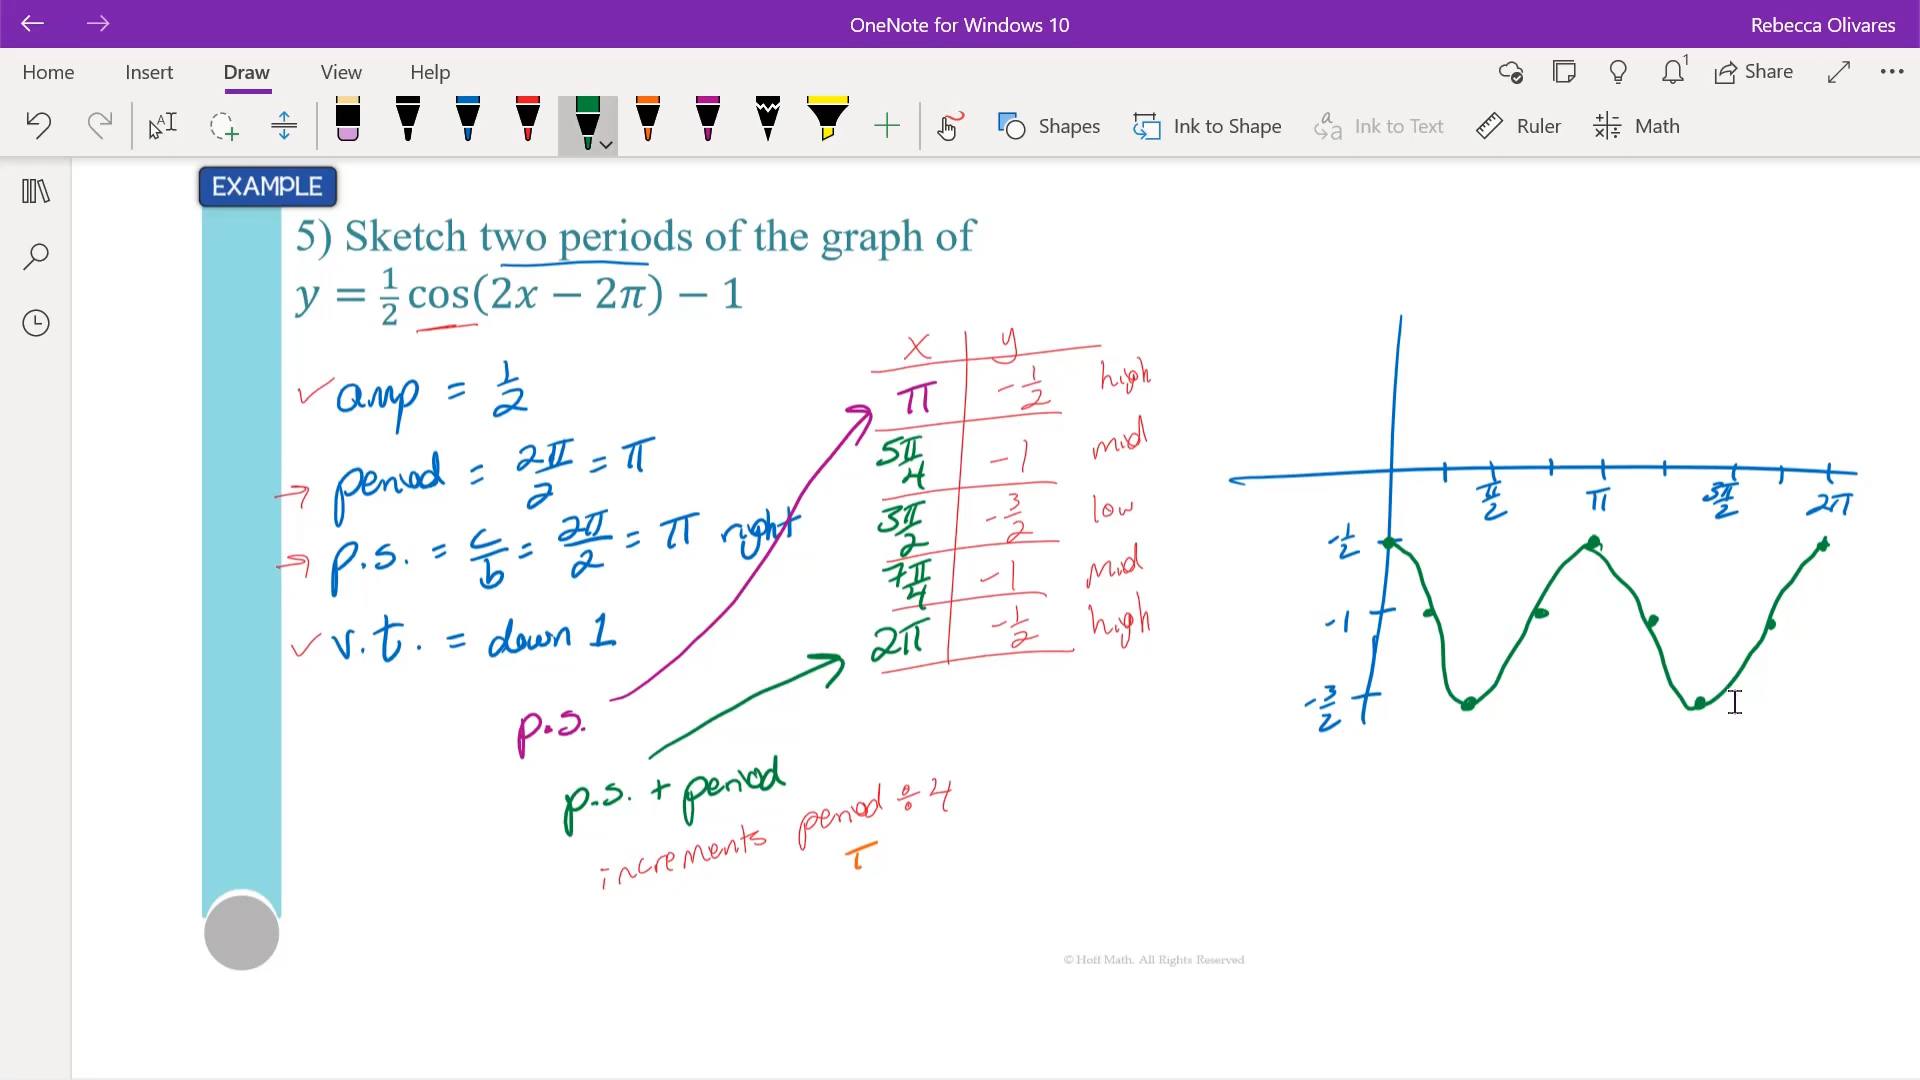 OneNote for Windows 10
Rebecca Olivares
Home Insert Draw View Help
1
Share
Shapes Ink to Shape Ink to Text Ruler Math
EXAMPLE
5) Sketch two periods of the graph of
y = 1/2 cos(2x − 2π) − 1
✓ amp = 1/2
→ period = 2π/2 = π
→ p.s. = c/b = 2π/2 = π right
✓ v.t. = down 1
x y
π -1/2 high
5π/4 -1 mid
3π/2 -3/2 low
7π/4 -1 mid
2π -1/2 high
p.s.
p.s. + period
increments period ÷ 4
π/2 π 3π/2 2π
-1/2
-1
-3/2
© Hoff Math. All Rights Reserved